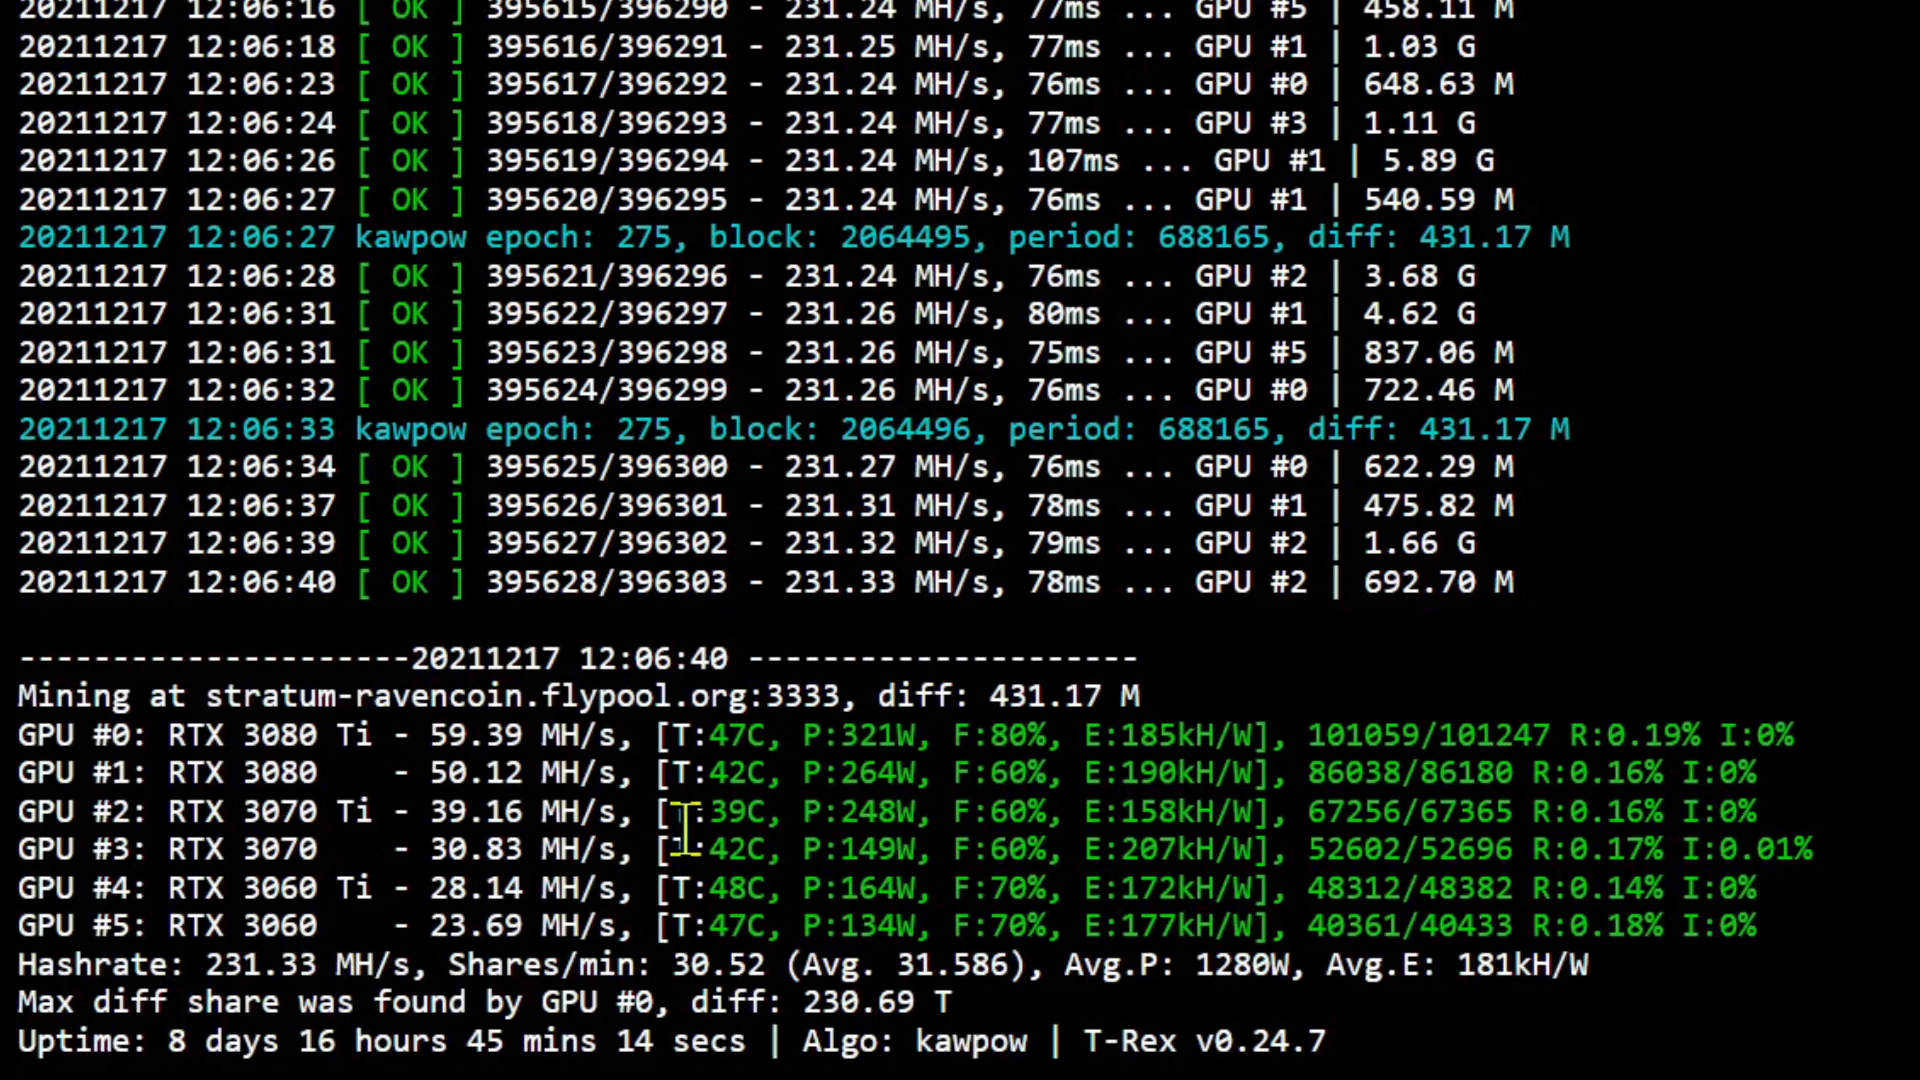 20211217 12:06:16 [ OK ] 395615/396290 - 231.24 MH/s, 77ms ... GPU #5 | 458.11 M
20211217 12:06:18 [ OK ] 395616/396291 - 231.25 MH/s, 77ms ... GPU #1 | 1.03 G
20211217 12:06:23 [ OK ] 395617/396292 - 231.24 MH/s, 76ms ... GPU #0 | 648.63 M
20211217 12:06:24 [ OK ] 395618/396293 - 231.24 MH/s, 77ms ... GPU #3 | 1.11 G
20211217 12:06:26 [ OK ] 395619/396294 - 231.24 MH/s, 107ms ... GPU #1 | 5.89 G
20211217 12:06:27 [ OK ] 395620/396295 - 231.24 MH/s, 76ms ... GPU #1 | 540.59 M
20211217 12:06:27 kawpow epoch: 275, block: 2064495, period: 688165, diff: 431.17 M
20211217 12:06:28 [ OK ] 395621/396296 - 231.24 MH/s, 76ms ... GPU #2 | 3.68 G
20211217 12:06:31 [ OK ] 395622/396297 - 231.26 MH/s, 80ms ... GPU #1 | 4.62 G
20211217 12:06:31 [ OK ] 395623/396298 - 231.26 MH/s, 75ms ... GPU #5 | 837.06 M
20211217 12:06:32 [ OK ] 395624/396299 - 231.26 MH/s, 76ms ... GPU #0 | 722.46 M
20211217 12:06:33 kawpow epoch: 275, block: 2064496, period: 688165, diff: 431.17 M
20211217 12:06:34 [ OK ] 395625/396300 - 231.27 MH/s, 76ms ... GPU #0 | 622.29 M
20211217 12:06:37 [ OK ] 395626/396301 - 231.31 MH/s, 78ms ... GPU #1 | 475.82 M
20211217 12:06:39 [ OK ] 395627/396302 - 231.32 MH/s, 79ms ... GPU #2 | 1.66 G
20211217 12:06:40 [ OK ] 395628/396303 - 231.33 MH/s, 78ms ... GPU #2 | 692.70 M
---------------------20211217 12:06:40 ---------------------
Mining at stratum-ravencoin.flypool.org:3333, diff: 431.17 M
GPU #0: RTX 3080 Ti - 59.39 MH/s, [T:47C, P:321W, F:80%, E:185kH/W], 101059/101247 R:0.19% I:0%
GPU #1: RTX 3080    - 50.12 MH/s, [T:42C, P:264W, F:60%, E:190kH/W], 86038/86180 R:0.16% I:0%
GPU #2: RTX 3070 Ti - 39.16 MH/s, [T:39C, P:248W, F:60%, E:158kH/W], 67256/67365 R:0.16% I:0%
GPU #3: RTX 3070    - 30.83 MH/s, [T:42C, P:149W, F:60%, E:207kH/W], 52602/52696 R:0.17% I:0.01%
GPU #4: RTX 3060 Ti - 28.14 MH/s, [T:48C, P:164W, F:70%, E:172kH/W], 48312/48382 R:0.14% I:0%
GPU #5: RTX 3060    - 23.69 MH/s, [T:47C, P:134W, F:70%, E:177kH/W], 40361/40433 R:0.18% I:0%
Hashrate: 231.33 MH/s, Shares/min: 30.52 (Avg. 31.586), Avg.P: 1280W, Avg.E: 181kH/W
Max diff share was found by GPU #0, diff: 230.69 T
Uptime: 8 days 16 hours 45 mins 14 secs | Algo: kawpow | T-Rex v0.24.7